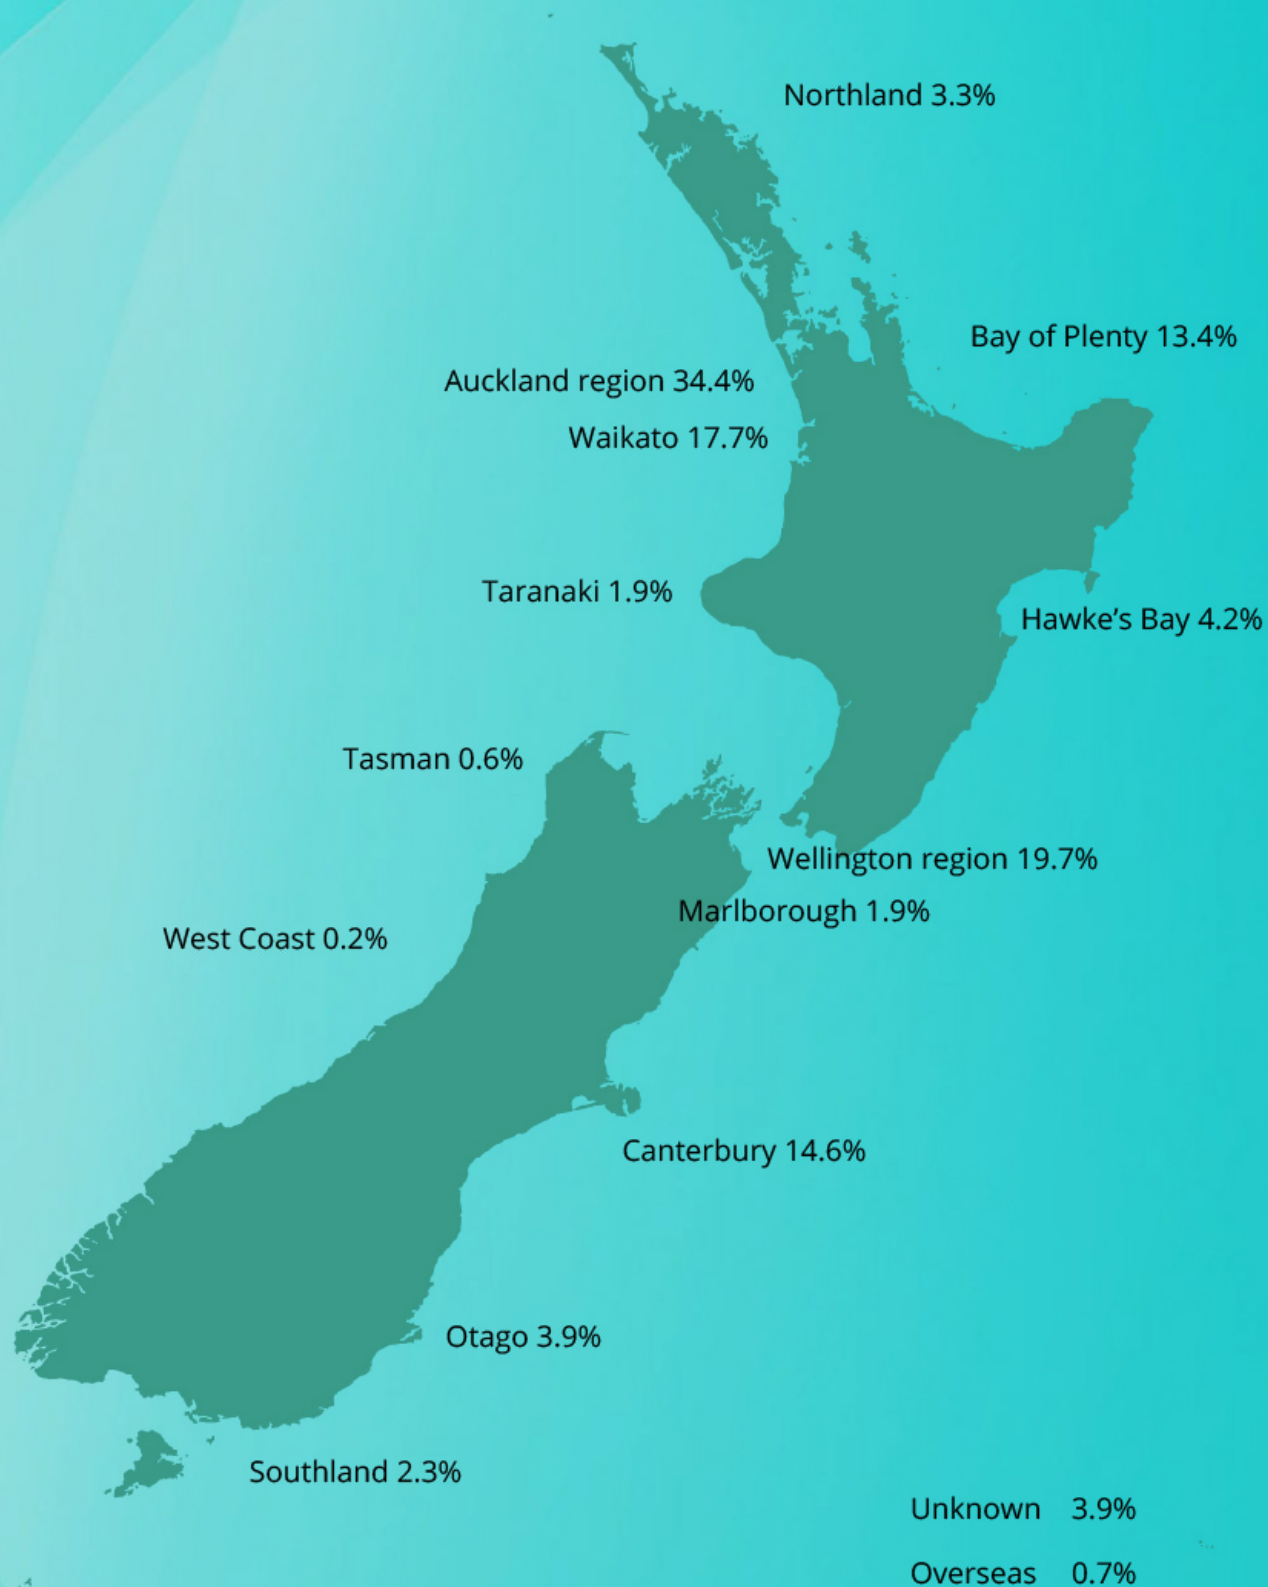 Northland 3.3%
Bay of Plenty 13.4%
Auckland region 34.4%
Waikato 17.7%
Taranaki 1.9%
Hawke’s Bay 4.2%
Tasman 0.6%
Wellington region 19.7%
Marlborough 1.9%
West Coast 0.2%
Canterbury 14.6%
Otago 3.9%
Southland 2.3%
Unknown 3.9%
Overseas 0.7%